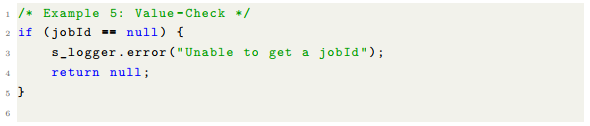 1 /* Example 5: Value-Check */
2 if (jobId == null) {
3     s_logger.error("Unable to get a jobId");
4     return null;
5 }
6